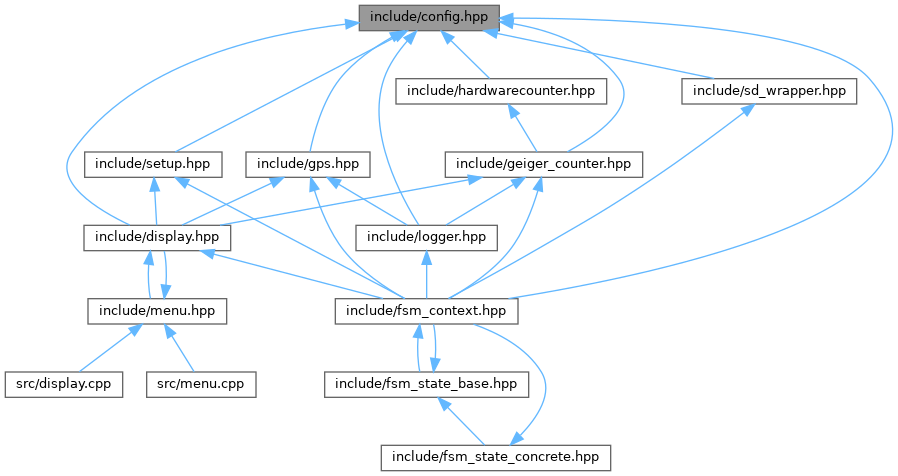 include/config.hpp
include/hardwarecounter.hpp
include/sd_wrapper.hpp
include/setup.hpp
include/gps.hpp
include/geiger_counter.hpp
include/display.hpp
include/logger.hpp
include/menu.hpp
include/fsm_context.hpp
src/display.cpp
src/menu.cpp
include/fsm_state_base.hpp
include/fsm_state_concrete.hpp